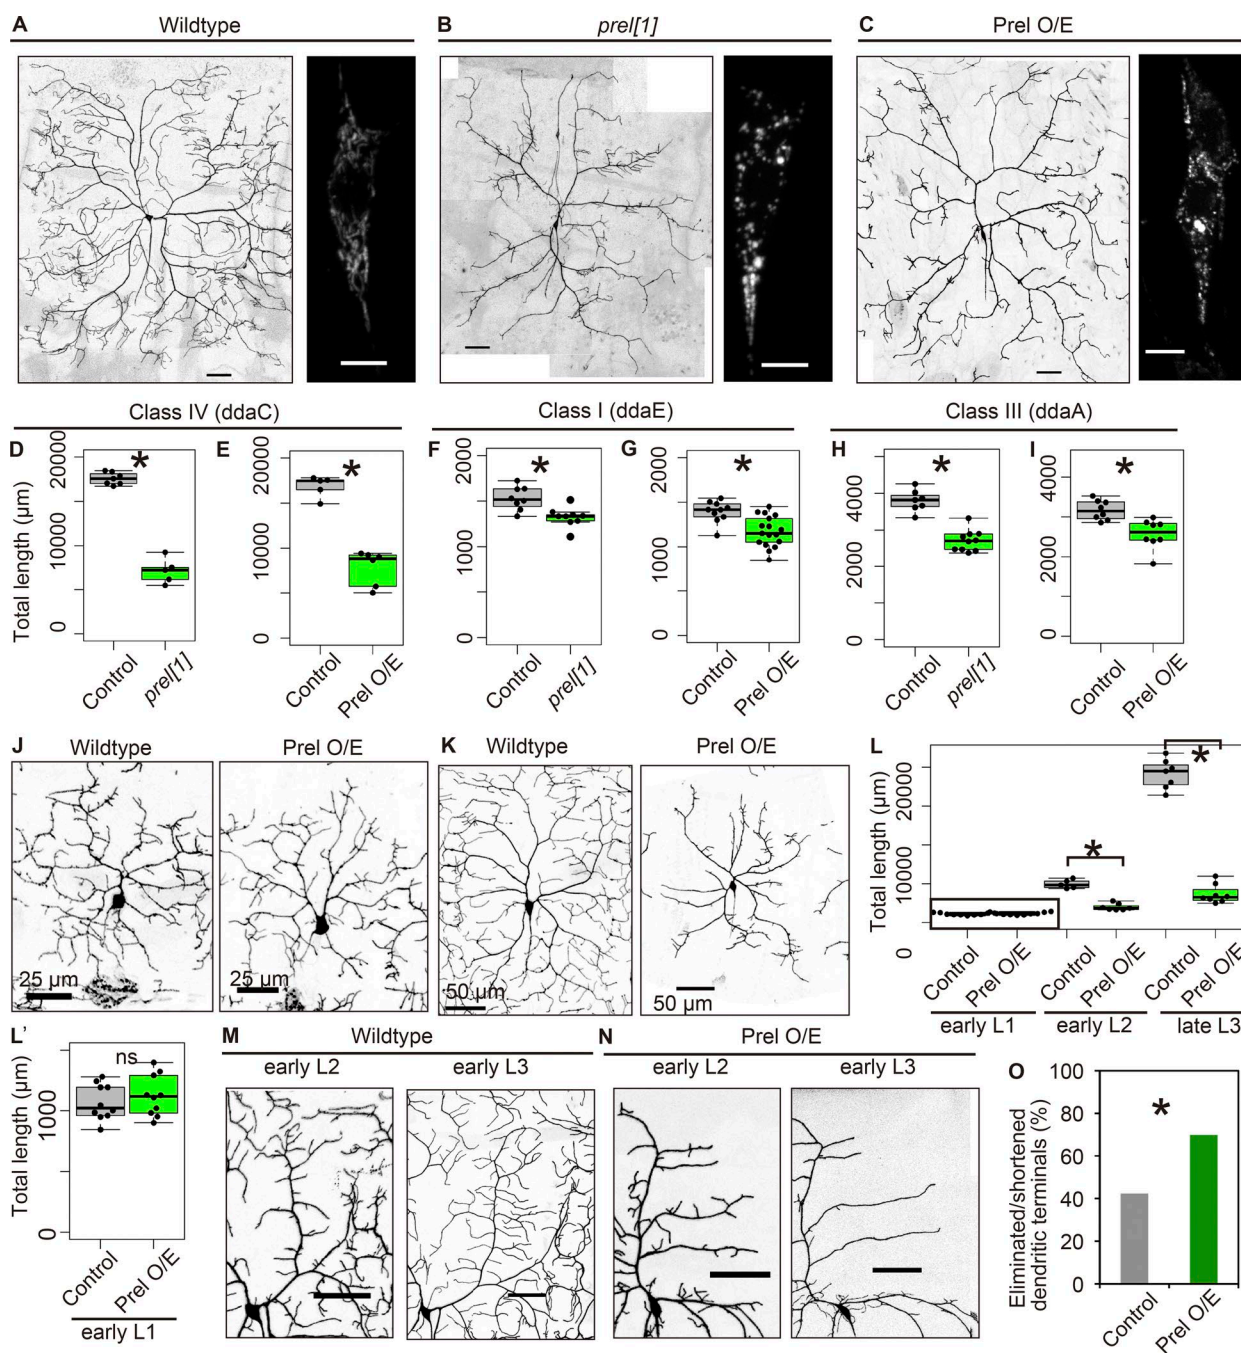 A Wildtype B prel[1] C Prel O/E
Class IV (ddaC) Class I (ddaE) Class III (ddaA)
D E F G H I
Total length (µm)
0 10000 20000
0 10000 20000
0 1000 2000
0 1000 2000
0 2000 4000
0 2000 4000
* * * * * *
Control prel[1] Control Prel O/E Control prel[1] Control Prel O/E Control prel[1] Control Prel O/E
J Wildtype Prel O/E K Wildtype Prel O/E L
25 µm 25 µm 50 µm 50 µm
Total length (µm)
0 10000 20000
* *
Control Prel O/E Control Prel O/E Control Prel O/E
early L1 early L2 late L3
L’
Total length (µm)
0 1000
ns
Control Prel O/E
early L1
M Wildtype N Prel O/E
early L2 early L3 early L2 early L3
O
Eliminated/shortened
dendritic terminals (%)
100
80
60
40
20
0
*
Control Prel O/E